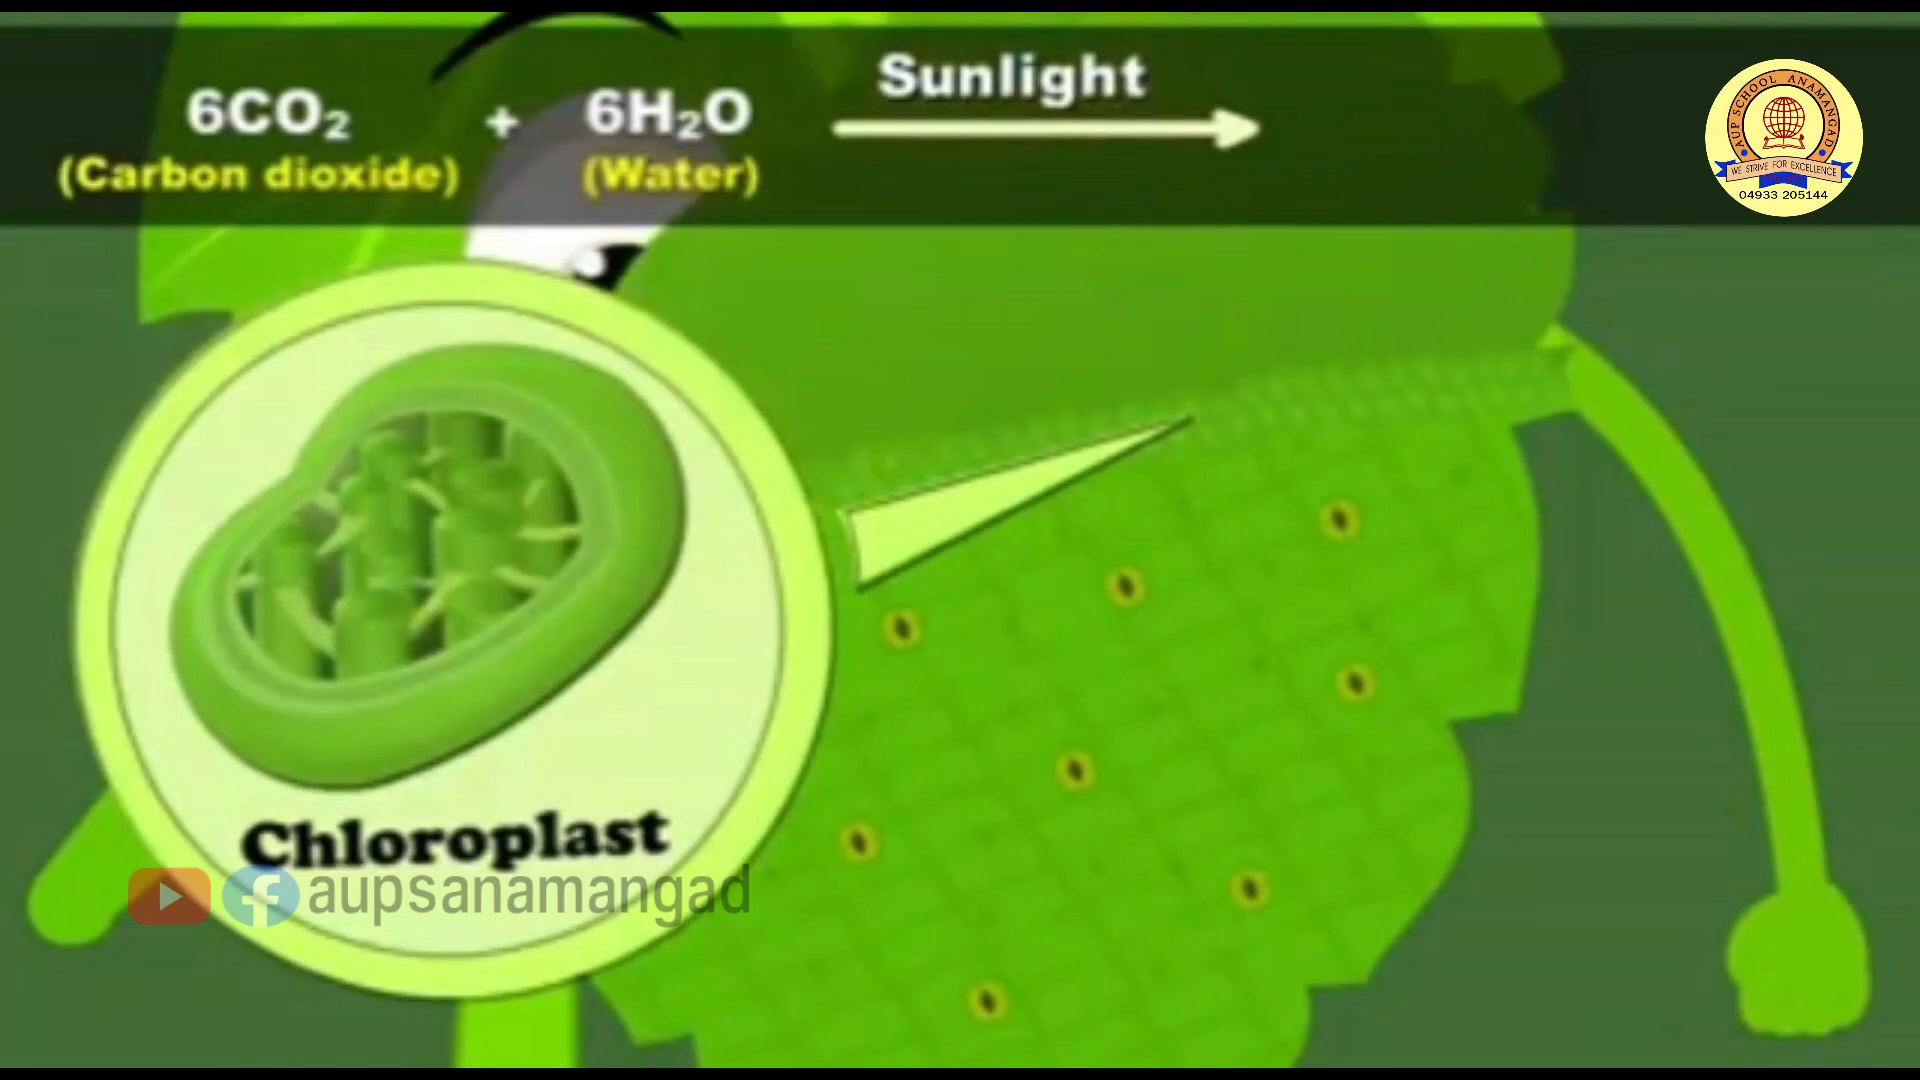 Sunlight
6CO₂ + 6H₂O
(Carbon dioxide) (Water)
AUP SCHOOL ANAMANGAD
WE STRIVE FOR EXCELLENCE
04933 205144
Chloroplast
aupsanamangad